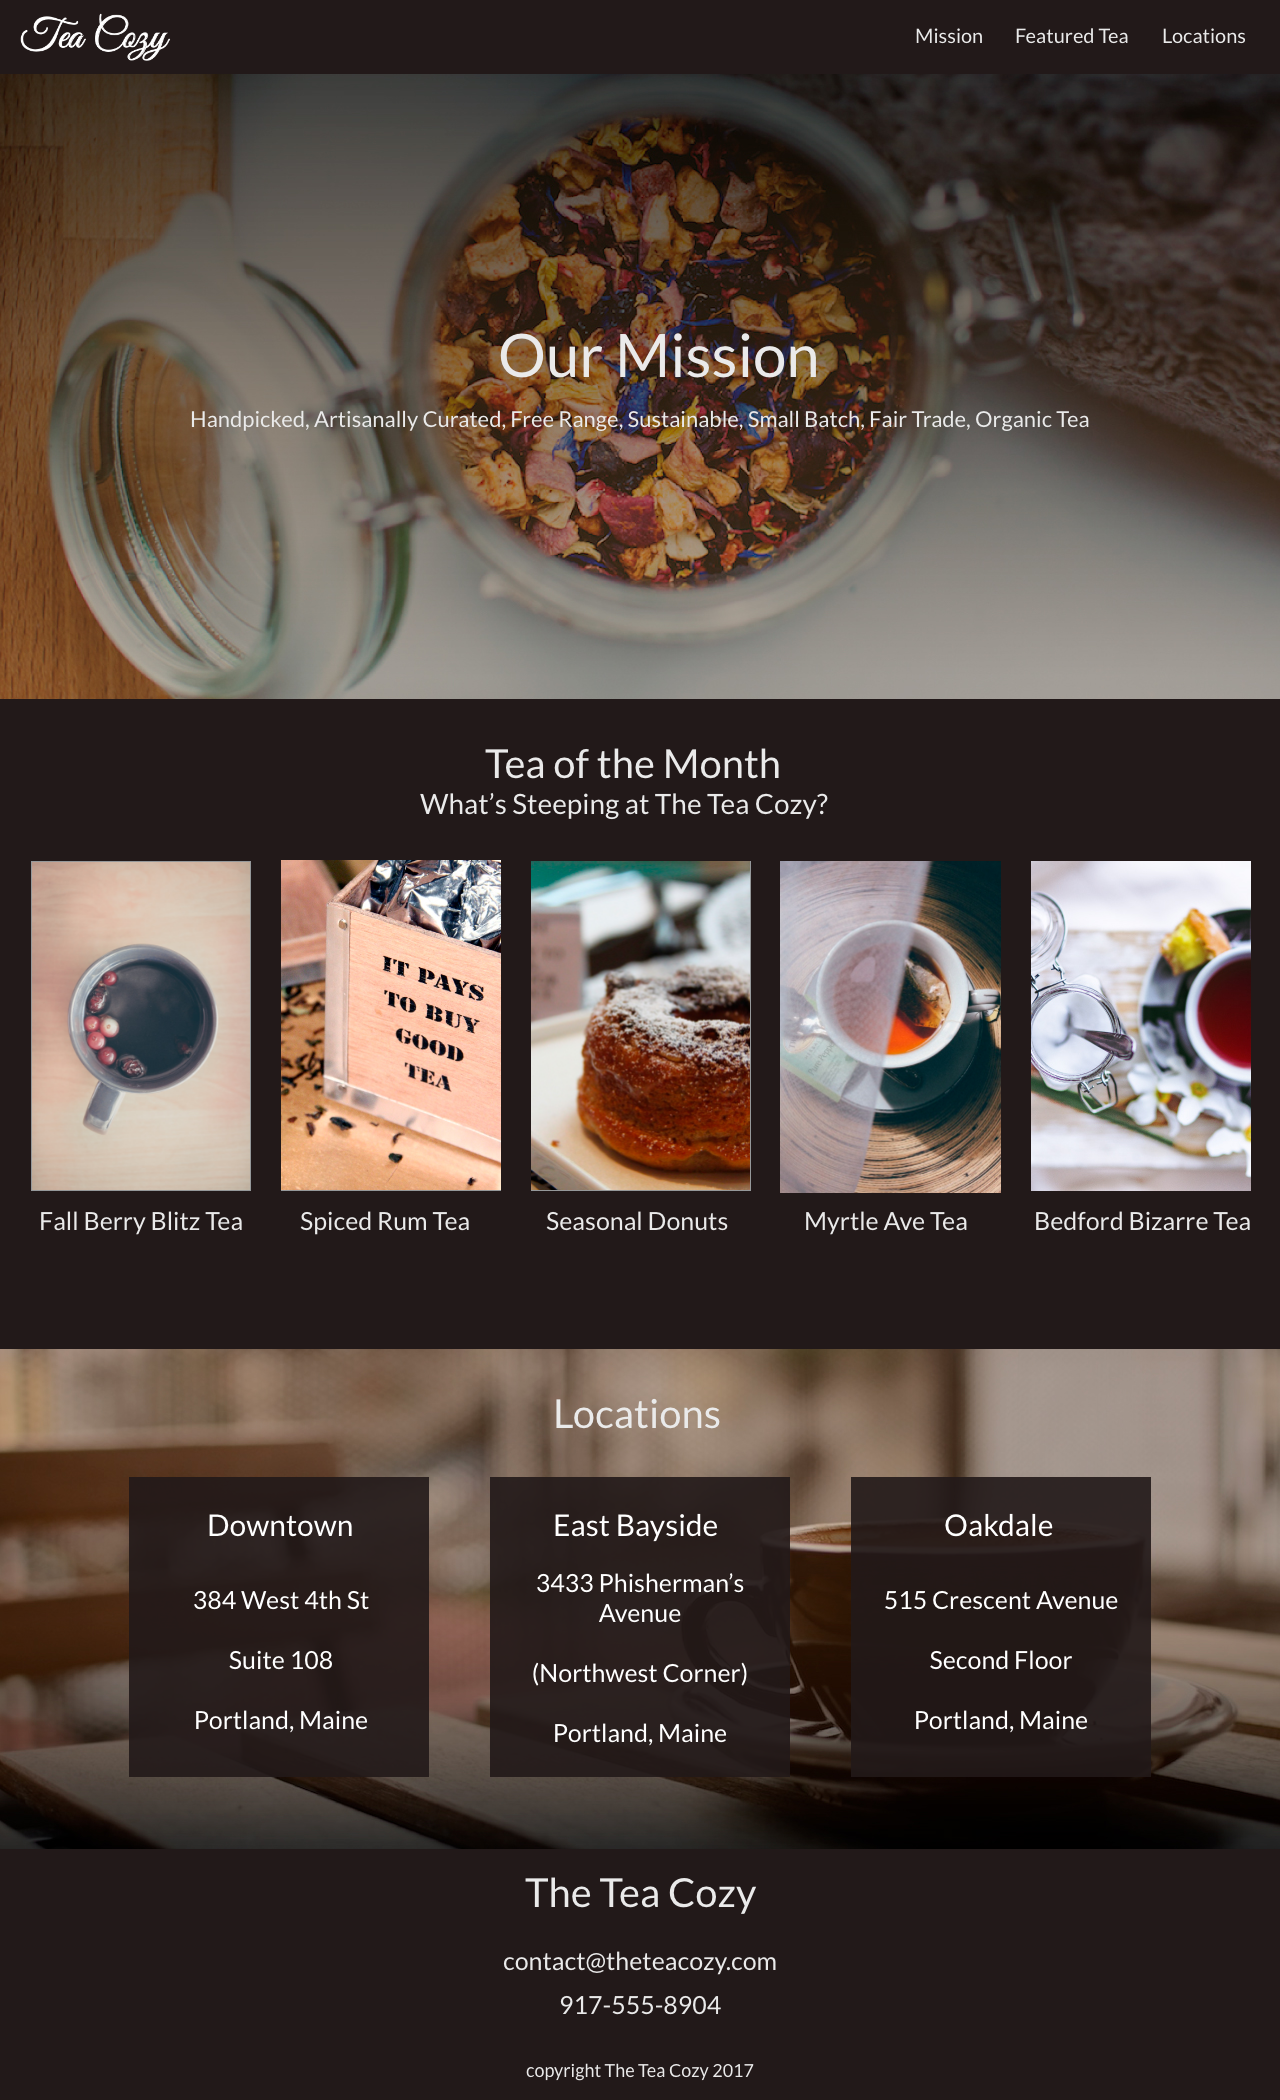 Tea Cozy
Mission Featured Tea Locations
Our Mission
Handpicked, Artisanally Curated, Free Range, Sustainable, Small Batch, Fair Trade, Organic Tea
Tea of the Month
What’s Steeping at The Tea Cozy?
IT PAYS
TO BUY
GOOD
TEA
Fall Berry Blitz Tea
Spiced Rum Tea
Seasonal Donuts
Myrtle Ave Tea
Bedford Bizarre Tea
Locations
Downtown
384 West 4th St
Suite 108
Portland, Maine
East Bayside
3433 Phisherman’s
Avenue
(Northwest Corner)
Portland, Maine
Oakdale
515 Crescent Avenue
Second Floor
Portland, Maine
The Tea Cozy
contact@theteacozy.com
917-555-8904
copyright The Tea Cozy 2017